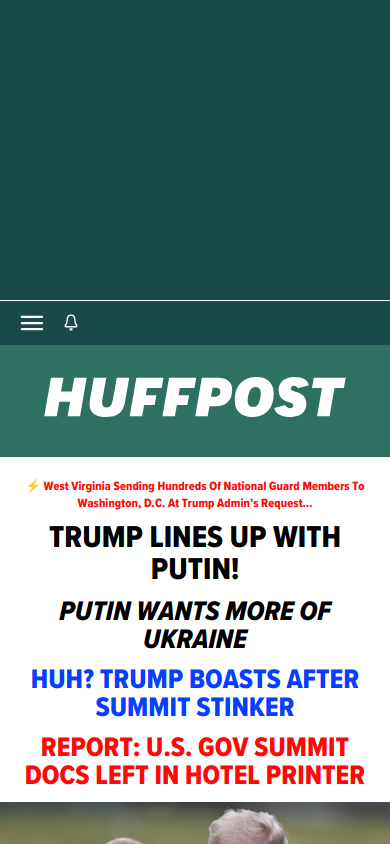 HUFFPOST
⚡ West Virginia Sending Hundreds Of National Guard Members To
Washington, D.C. At Trump Admin's Request...
TRUMP LINES UP WITH
PUTIN!
PUTIN WANTS MORE OF
UKRAINE
HUH? TRUMP BOASTS AFTER
SUMMIT STINKER
REPORT: U.S. GOV SUMMIT
DOCS LEFT IN HOTEL PRINTER